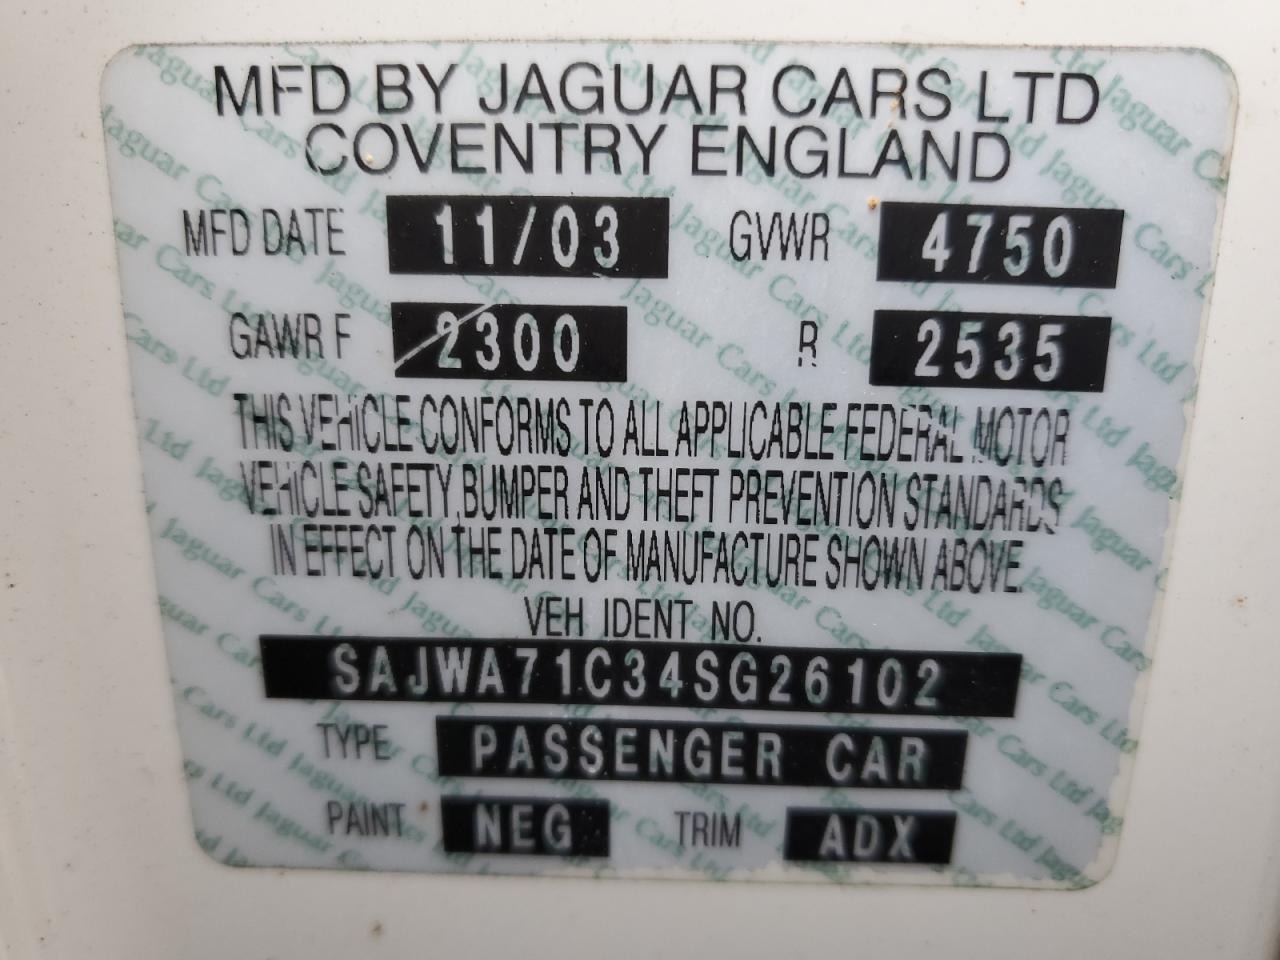 MFD BY JAGUAR CARS LTD
COVENTRY ENGLAND
MFD DATE 11/03 GVWR 4750
GAWR F 2300 R 2535
THIS VEHICLE CONFORMS TO ALL APPLICABLE FEDERAL MOTOR
VEHICLE SAFETY, BUMPER AND THEFT PREVENTION STANDARDS
IN EFFECT ON THE DATE OF MANUFACTURE SHOWN ABOVE.
VEH IDENT NO.
SAJWA71C34SG26102
TYPE PASSENGER CAR
PAINT NEG TRIM ADX